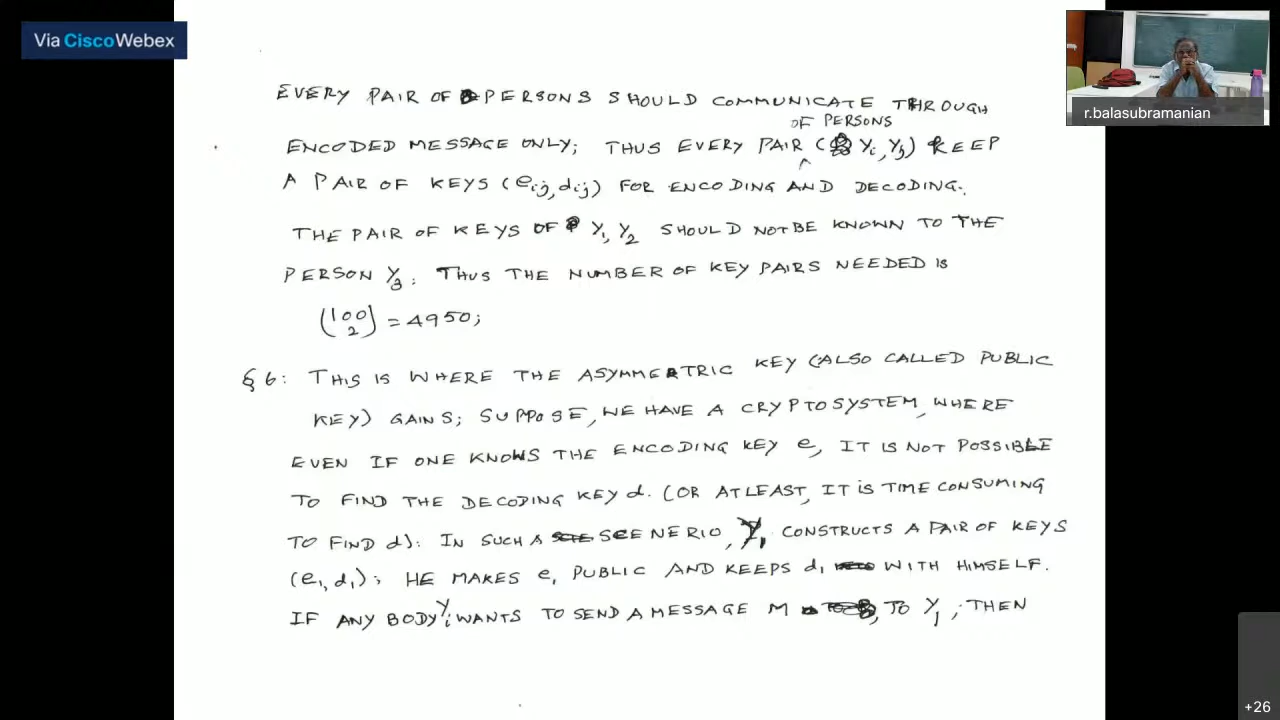 Via Cisco Webex
r.balasubramanian
EVERY PAIR OF PERSONS SHOULD COMMUNICATE THROUGH
OF PERSONS
ENCODED MESSAGE ONLY; THUS EVERY PAIR (Yi, Yj) KEEP
A PAIR OF KEYS (eij, dij) FOR ENCODING AND DECODING.
THE PAIR OF KEYS OF Y1, Y2 SHOULD NOT BE KNOWN TO THE
PERSON Y3. THUS THE NUMBER OF KEY PAIRS NEEDED IS
(100 2) = 4950;
§ 6: THIS IS WHERE THE ASYMMETRIC KEY (ALSO CALLED PUBLIC
KEY) GAINS; SUPPOSE, WE HAVE A CRYPTOSYSTEM, WHERE
EVEN IF ONE KNOWS THE ENCODING KEY e, IT IS NOT POSSIBLE
TO FIND THE DECODING KEY d. (OR ATLEAST, IT IS TIME CONSUMING
TO FIND d). IN SUCH A SCENERIO, Y1 CONSTRUCTS A PAIR OF KEYS
(e1, d1); HE MAKES e1 PUBLIC AND KEEPS d1 WITH HIMSELF.
IF ANY BODY Yi WANTS TO SEND A MESSAGE M TO Y1; THEN
+26